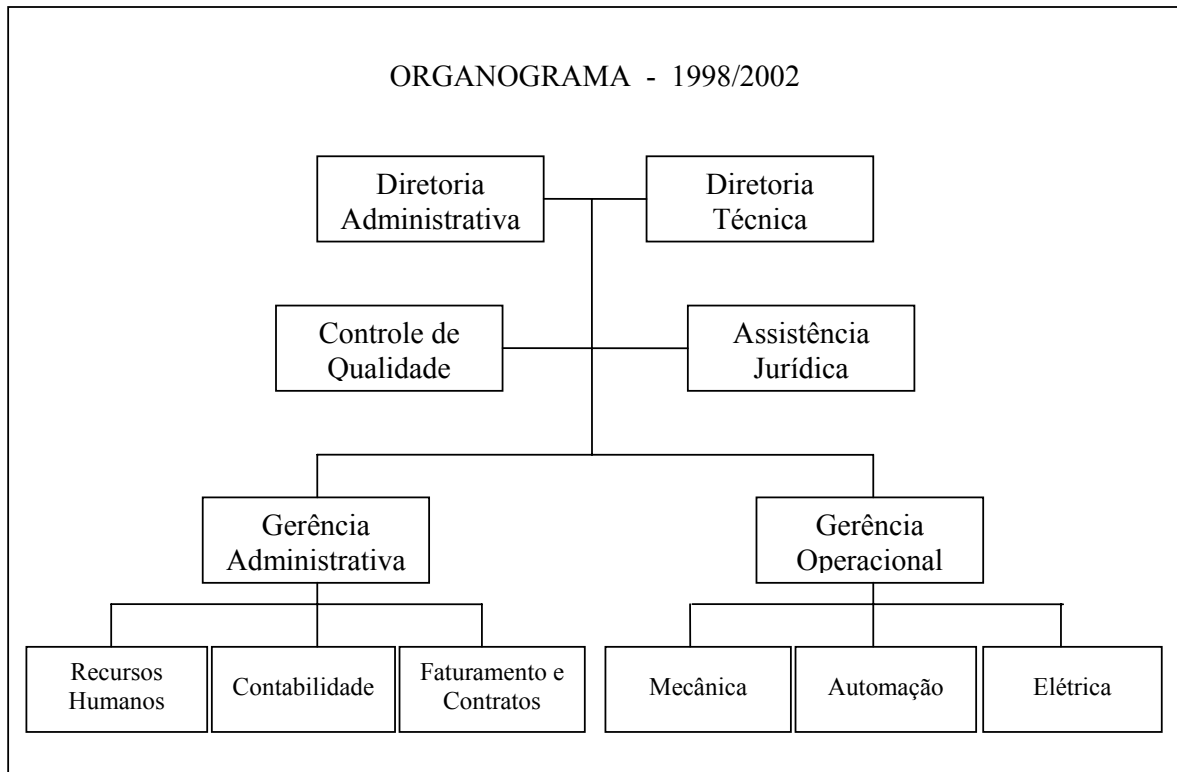 ORGANOGRAMA - 1998/2002
Diretoria
Administrativa
Diretoria
Técnica
Controle de
Qualidade
Assistência
Jurídica
Gerência
Administrativa
Gerência
Operacional
Recursos
Humanos
Contabilidade
Faturamento e
Contratos
Mecânica
Automação
Elétrica